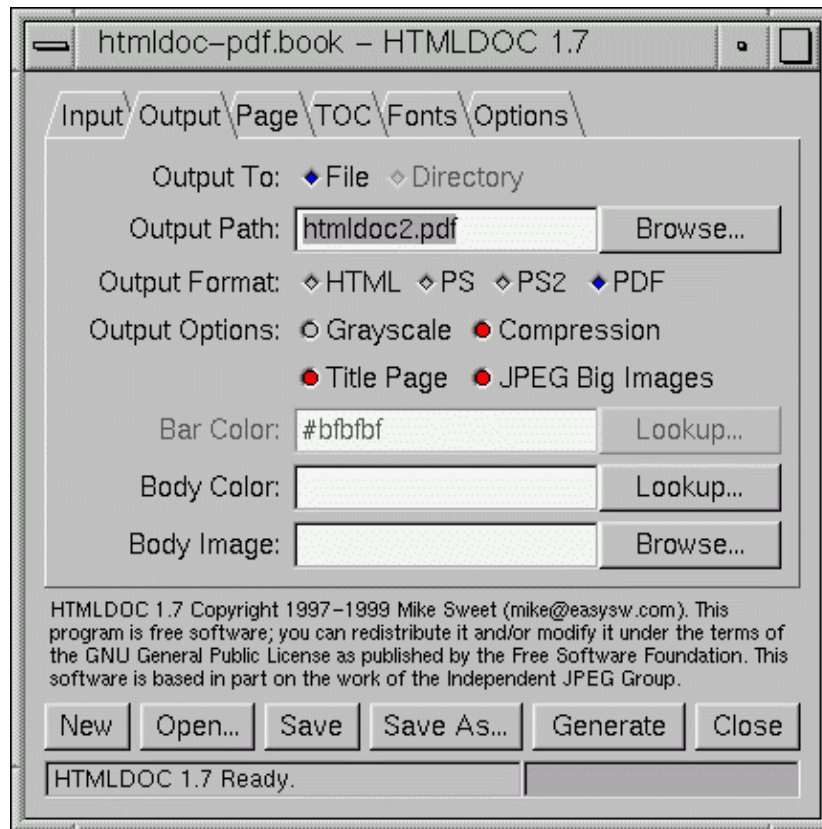 htmldoc–pdf.book – HTMLDOC 1.7
Input Output Page TOC Fonts Options
Output To: File Directory
Output Path: htmldoc2.pdf Browse...
Output Format: HTML PS PS2 PDF
Output Options: Grayscale Compression
Title Page JPEG Big Images
Bar Color: #bfbfbf Lookup...
Body Color: Lookup...
Body Image: Browse...
HTMLDOC 1.7 Copyright 1997–1999 Mike Sweet (mike@easysw.com). This
program is free software; you can redistribute it and/or modify it under the terms of
the GNU General Public License as published by the Free Software Foundation. This
software is based in part on the work of the Independent JPEG Group.
New Open... Save Save As... Generate Close
HTMLDOC 1.7 Ready.